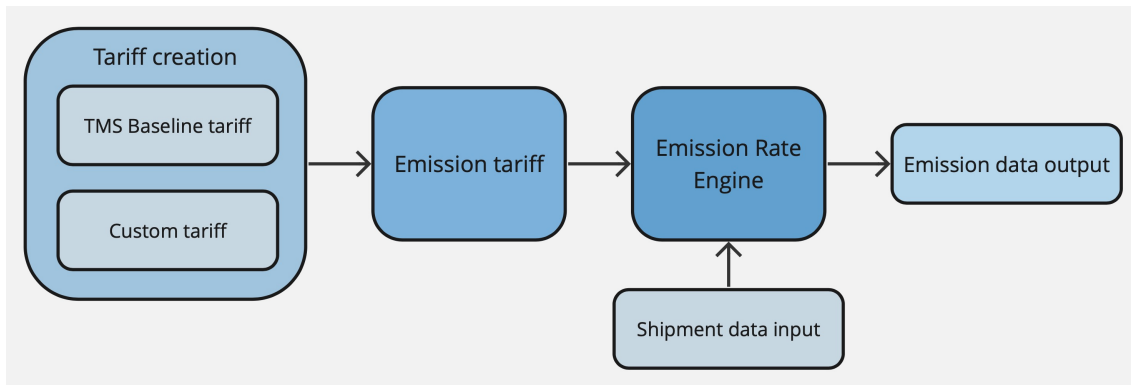 Tariff creation
TMS Baseline tariff
Custom tariff
Emission tariff
Emission Rate
Engine
Emission data output
Shipment data input